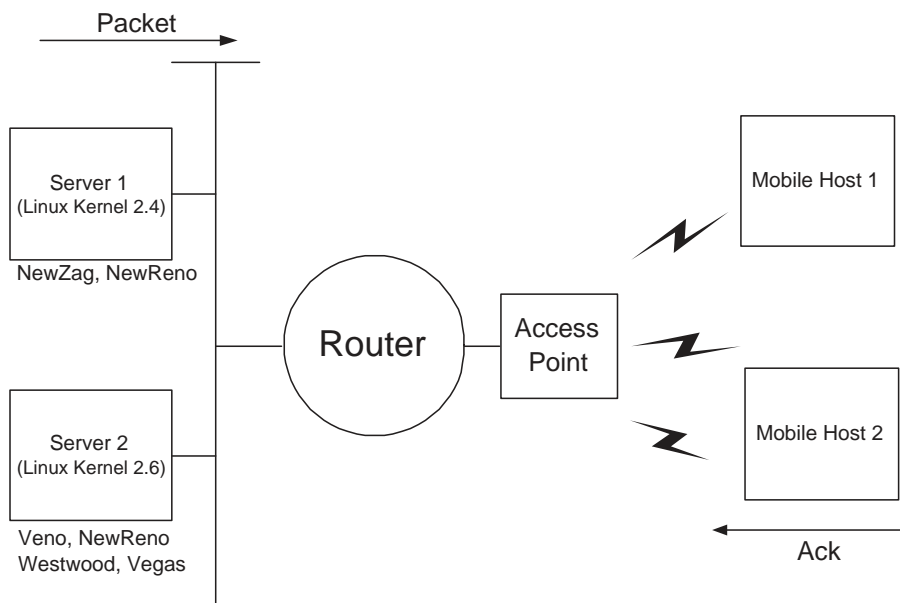 Packet
Server 1
(Linux Kernel 2.4)
NewZag, NewReno
Mobile Host 1
Router
Access
Point
Server 2
(Linux Kernel 2.6)
Veno, NewReno
Westwood, Vegas
Mobile Host 2
Ack